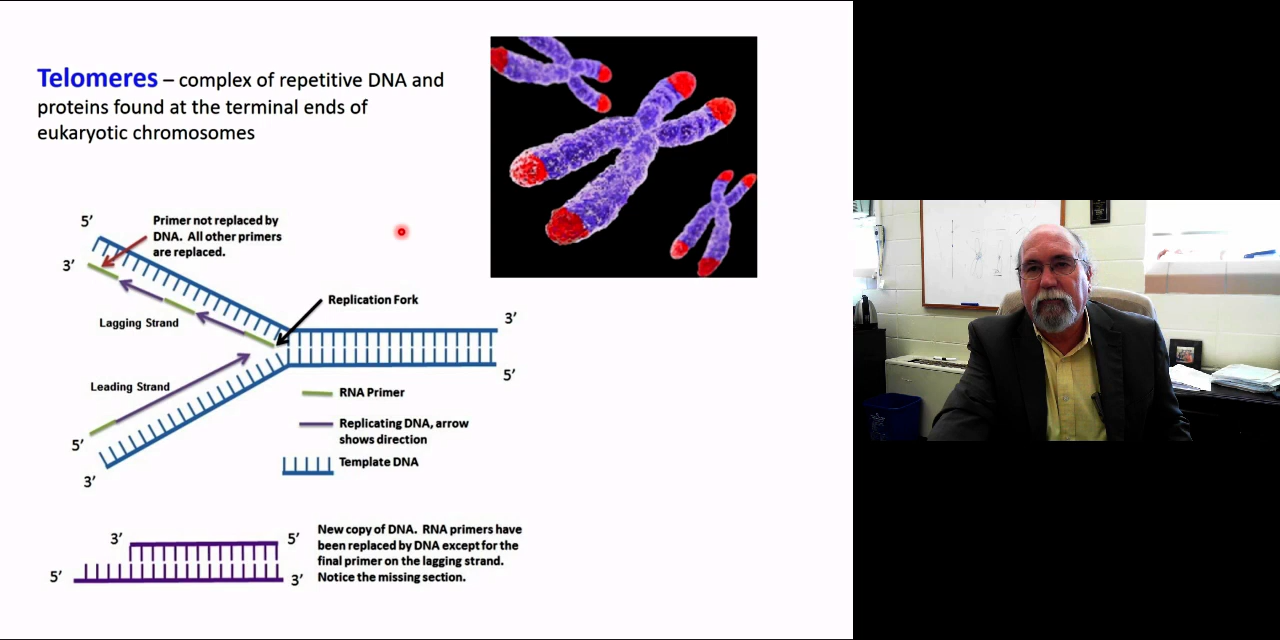 Telomeres – complex of repetitive DNA and
proteins found at the terminal ends of
eukaryotic chromosomes
5’
Primer not replaced by
DNA. All other primers
are replaced.
3’
Replication Fork
Lagging Strand
3’
5’
Leading Strand
RNA Primer
Replicating DNA, arrow
shows direction
5’
Template DNA
3’
New copy of DNA. RNA primers have
been replaced by DNA except for the
final primer on the lagging strand.
Notice the missing section.
3’
5’
5’
3’